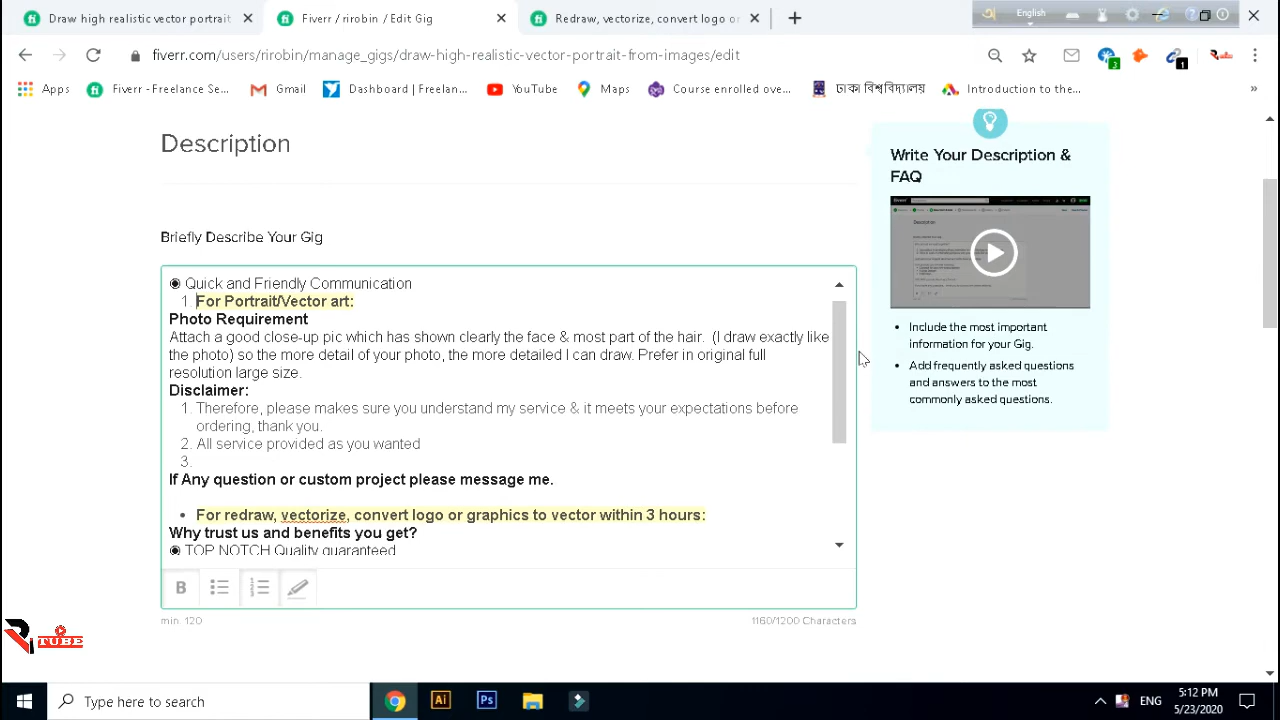 Draw high realistic vector portrait
Fiverr / rirobin / Edit Gig
Redraw, vectorize, convert logo or
English
fiverr.com/users/rirobin/manage_gigs/draw-high-realistic-vector-portrait-from-images/edit
3
1
Apps
Fiverr - Freelance Se...
Gmail
Dashboard | Freelan...
YouTube
Maps
Course enrolled ove...
ঢাকা বিশ্ববিদ্যালয়
Introduction to the...
»
Description
Write Your Description &
FAQ
Briefly Describe Your Gig
◉ Quick and Friendly Communication
1. For Portrait/Vector art:
Photo Requirement
Attach a good close-up pic which has shown clearly the face & most part of the hair. (I draw exactly like
the photo) so the more detail of your photo, the more detailed I can draw. Prefer in original full
resolution large size.
Disclaimer:
1. Therefore, please makes sure you understand my service & it meets your expectations before
ordering, thank you.
2. All service provided as you wanted
3.
If Any question or custom project please message me.
• For redraw, vectorize, convert logo or graphics to vector within 3 hours:
Why trust us and benefits you get?
◉ TOP NOTCH Quality guaranteed
• Include the most important
information for your Gig.
• Add frequently asked questions
and answers to the most
commonly asked questions.
B
min. 120
1160/1200 Characters
TUBE
Type here to search
Ai
Ps
ENG
5:12 PM
5/23/2020